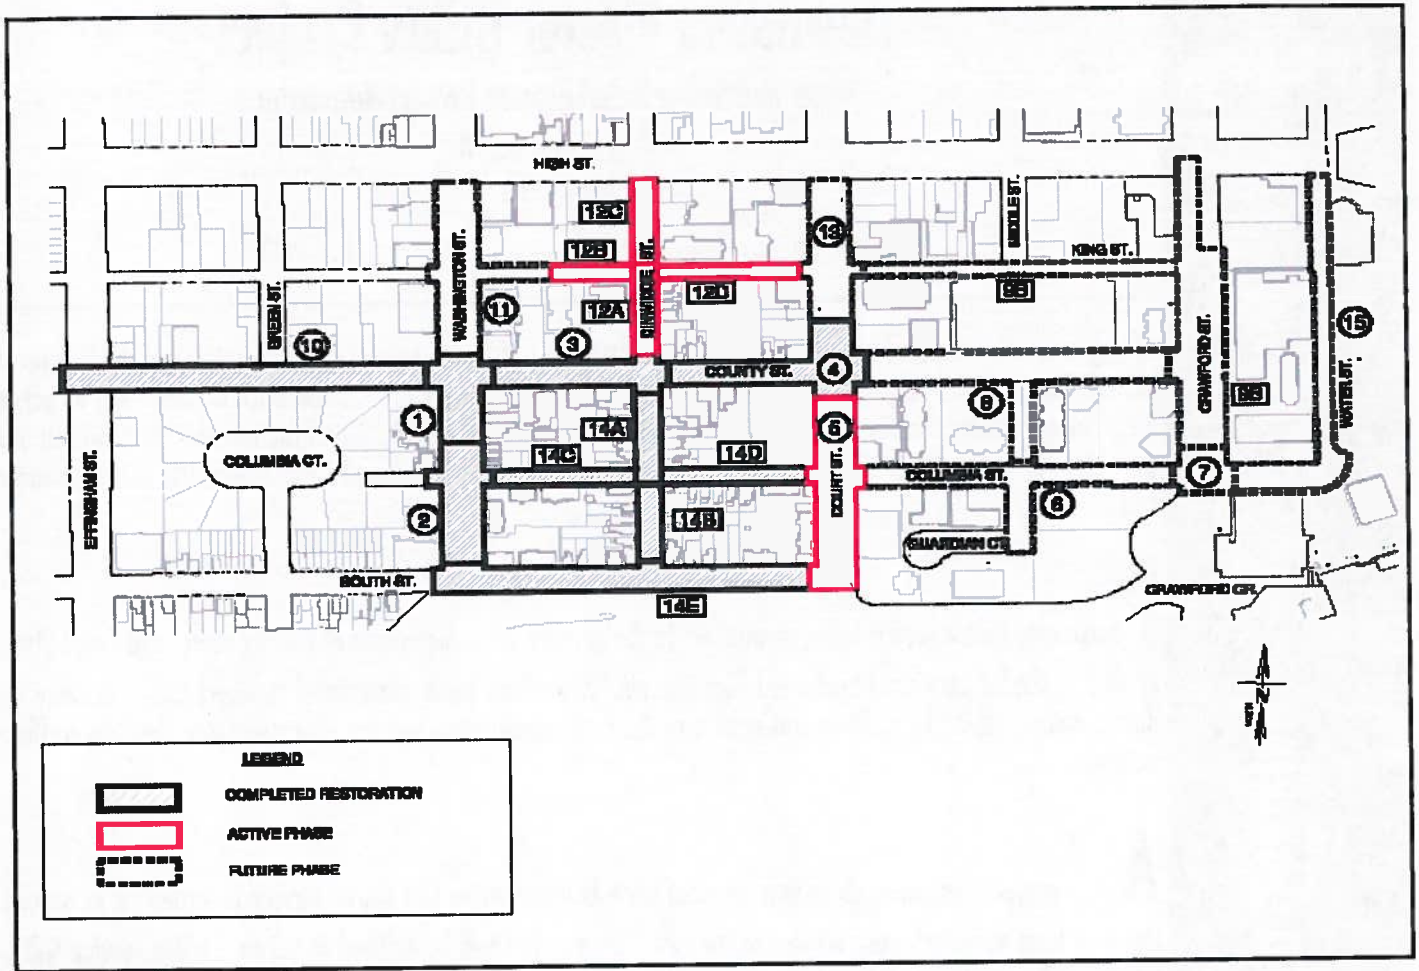 HIGH ST.
12C
MIDDLE ST.
13
WASHINGTON ST.
12B
DINWIDDIE ST.
KING ST.
GREEN ST.
11
12A
12D
9B
CRAWFORD ST.
15
10
3
COUNTY ST.
4
WATER ST.
1
14A
5
9
COURT ST.
EFFINGHAM ST.
COLUMBIA CT.
14C
14D
COLUMBIA ST.
7
2
14B
6
GUARDIAN CT.
SOUTH ST.
14E
CRAWFORD CR.
LEGEND
COMPLETED RESTORATION
ACTIVE PHASE
FUTURE PHASE